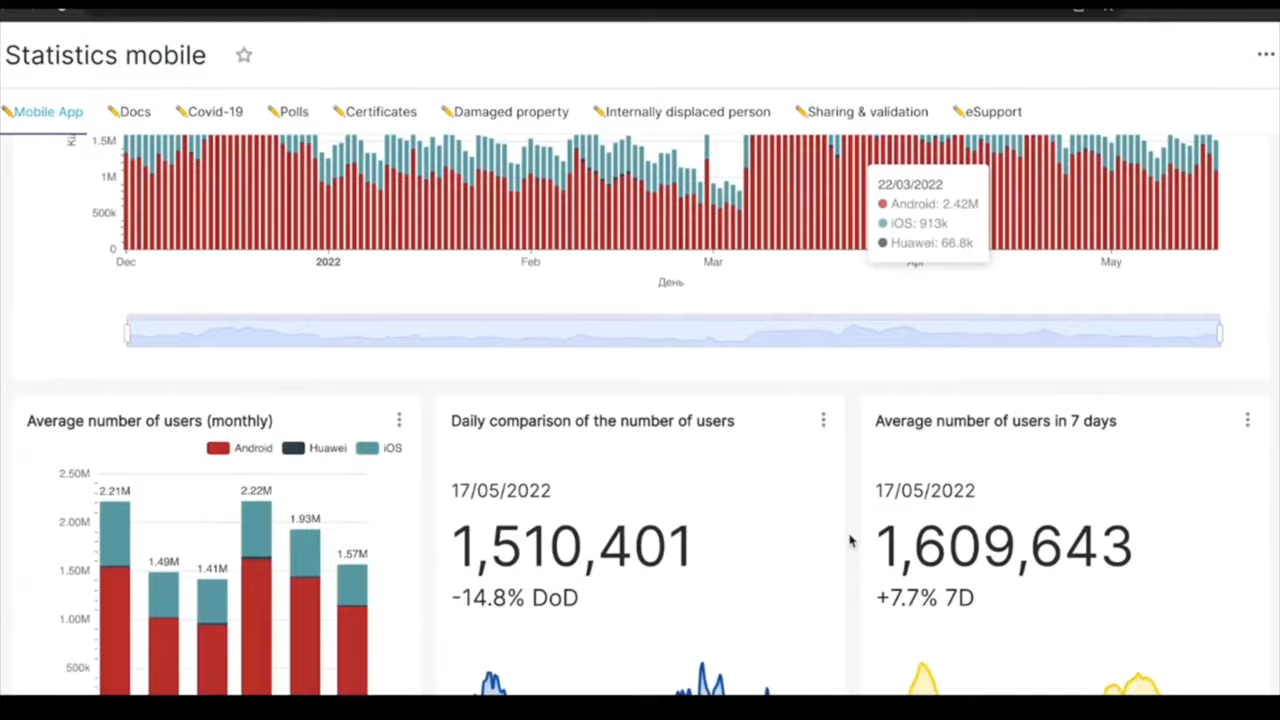 Statistics mobile
Mobile App Docs Covid-19 Polls Certificates Damaged property Internally displaced person Sharing & validation eSupport
1.5M
1M
500k
0
Dec 2022 Feb Mar May
День
22/03/2022
Android: 2.42M
iOS: 913k
Huawei: 66.8k
Average number of users (monthly)
Android Huawei iOS
2.50M
2.00M
1.50M
1.00M
500k
2.21M 1.49M 1.41M 2.22M 1.93M 1.57M
Daily comparison of the number of users
17/05/2022
1,510,401
-14.8% DoD
Average number of users in 7 days
17/05/2022
1,609,643
+7.7% 7D